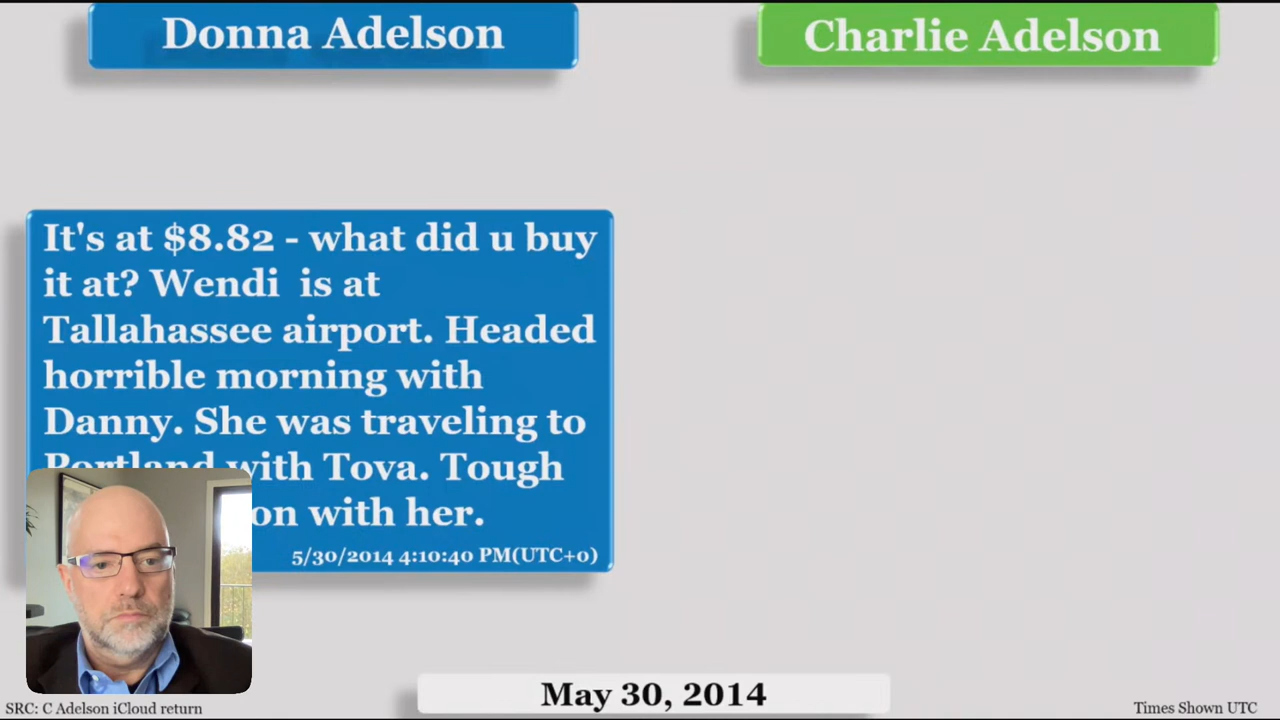 Donna Adelson
Charlie Adelson
It's at $8.82 - what did u buy
it at? Wendi  is at
Tallahassee airport. Headed
horrible morning with
Danny. She was traveling to
Portland with Tova. Tough
on with her.
5/30/2014 4:10:40 PM(UTC+0)
May 30, 2014
SRC: C Adelson iCloud return
Times Shown UTC